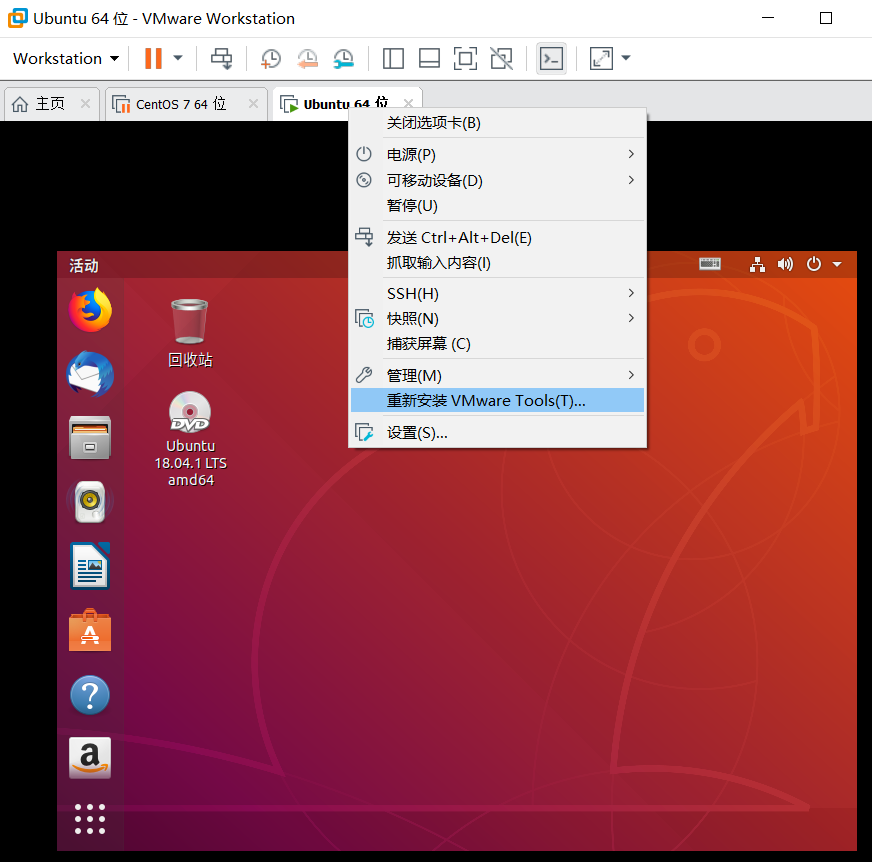 Ubuntu 64 位 - VMware Workstation
Workstation
主页
CentOS 7 64 位
Ubuntu 64 位
关闭选项卡(B)
电源(P)
可移动设备(D)
暂停(U)
发送 Ctrl+Alt+Del(E)
抓取输入内容(I)
SSH(H)
快照(N)
捕获屏幕 (C)
管理(M)
重新安装 VMware Tools(T)...
设置(S)...
活动
回收站
DVD
Ubuntu
18.04.1 LTS
amd64